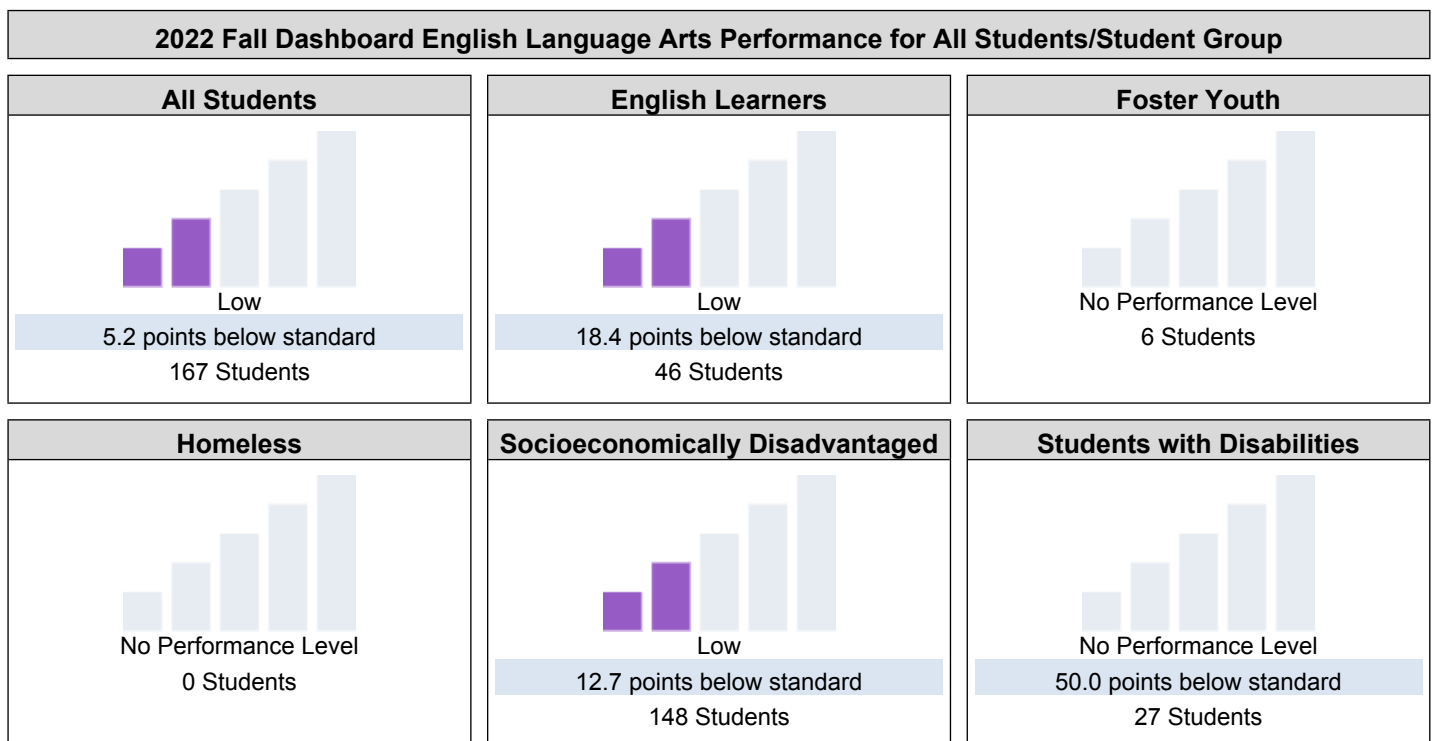 2022 Fall Dashboard English Language Arts Performance for All Students/Student Group
All Students
Low
5.2 points below standard
167 Students
English Learners
Low
18.4 points below standard
46 Students
Foster Youth
No Performance Level
6 Students
Homeless
No Performance Level
0 Students
Socioeconomically Disadvantaged
Low
12.7 points below standard
148 Students
Students with Disabilities
No Performance Level
50.0 points below standard
27 Students